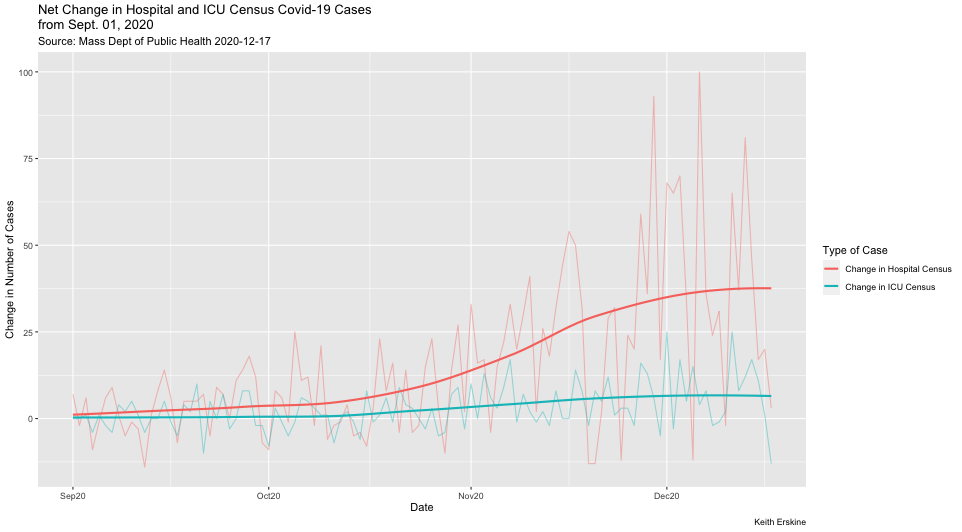 Net Change in Hospital and ICU Census Covid-19 Cases
from Sept. 01, 2020
Source: Mass Dept of Public Health 2020-12-17
Change in Number of Cases
100
75
50
25
0
Sep20
Oct20
Nov20
Dec20
Date
Type of Case
Change in Hospital Census
Change in ICU Census
Keith Erskine